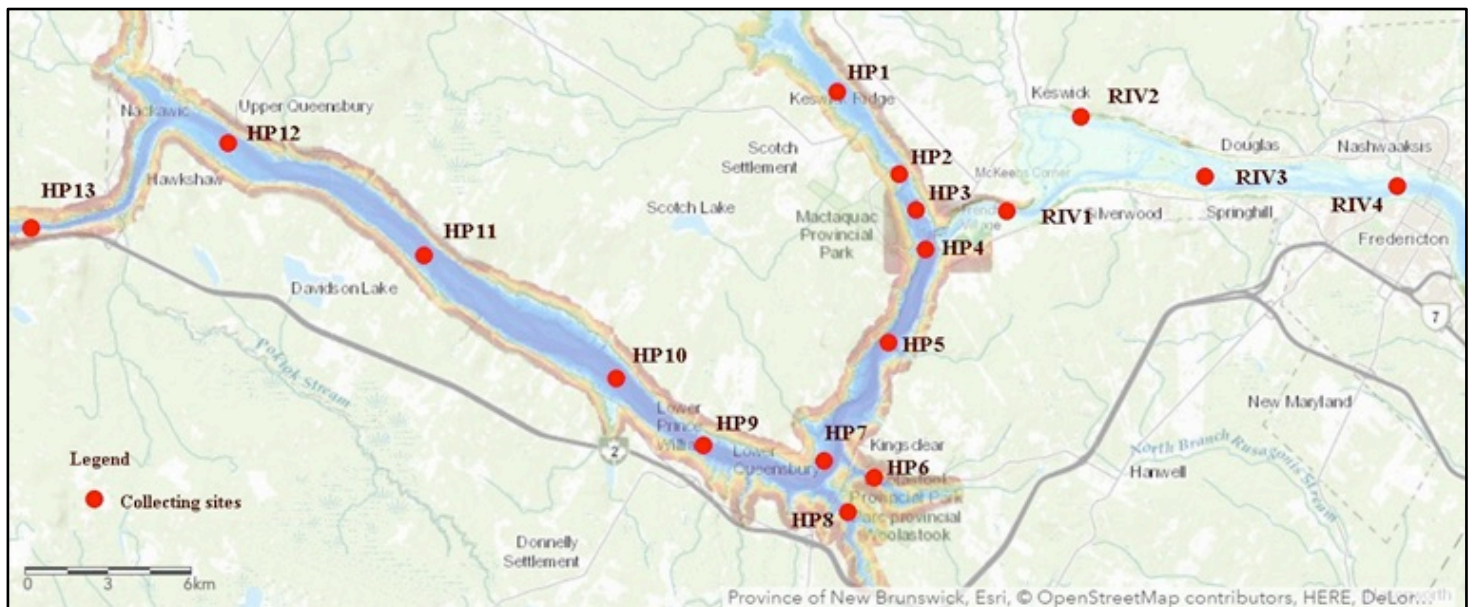 HP1
Keswick Ridge
Keswick
RIV2
Nackawic
Upper Queensbury
HP12
Scotch
Settlement
HP2
Douglas
Nashwaaksis
McKeens Corner
RIV3
Hawkshaw
HP13
Scotch Lake
HP3
French
Village
RIV1
Silverwood
Springhill
RIV4
Mactaquac
Provincial
Park
HP4
Fredericton
HP11
Davidson Lake
7
Pokiok Stream
HP5
HP10
New Maryland
Lower
Prince
William
HP9
Lower
Queensbury
HP7
Kingsclear
North Branch Rusagonis Stream
Legend
2
HP6
Hanwell
Collecting sites
Provincial Park
parc provincial
Woolastook
HP8
Donnelly
Settlement
0 3 6km
Province of New Brunswick, Esri, © OpenStreetMap contributors, HERE, DeLor...